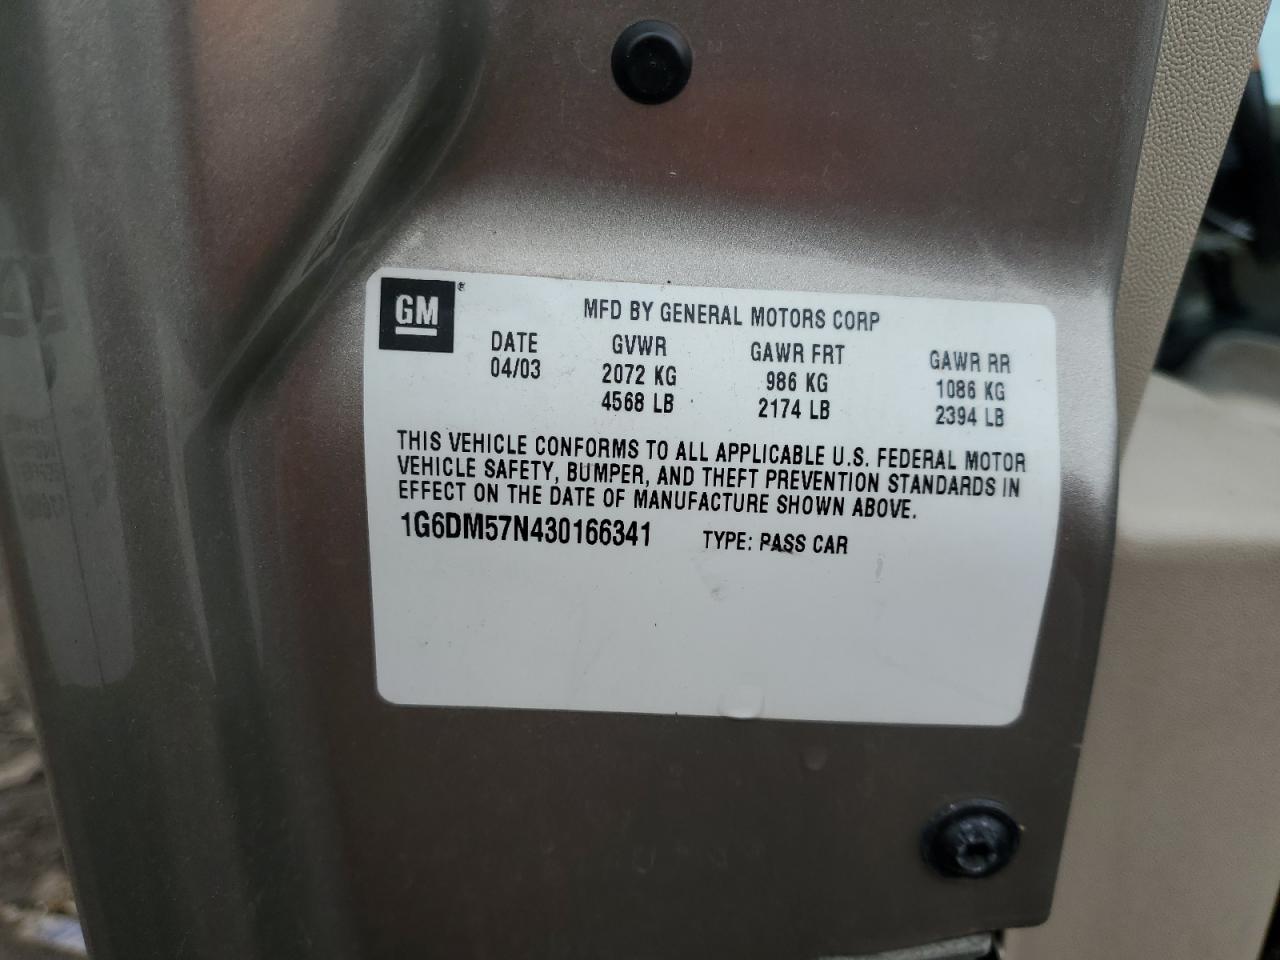 GM
MFD BY GENERAL MOTORS CORP
DATE GVWR GAWR FRT GAWR RR
04/03 2072 KG 986 KG 1086 KG
4568 LB 2174 LB 2394 LB
THIS VEHICLE CONFORMS TO ALL APPLICABLE U.S. FEDERAL MOTOR
VEHICLE SAFETY, BUMPER, AND THEFT PREVENTION STANDARDS IN
EFFECT ON THE DATE OF MANUFACTURE SHOWN ABOVE.
1G6DM57N430166341 TYPE: PASS CAR